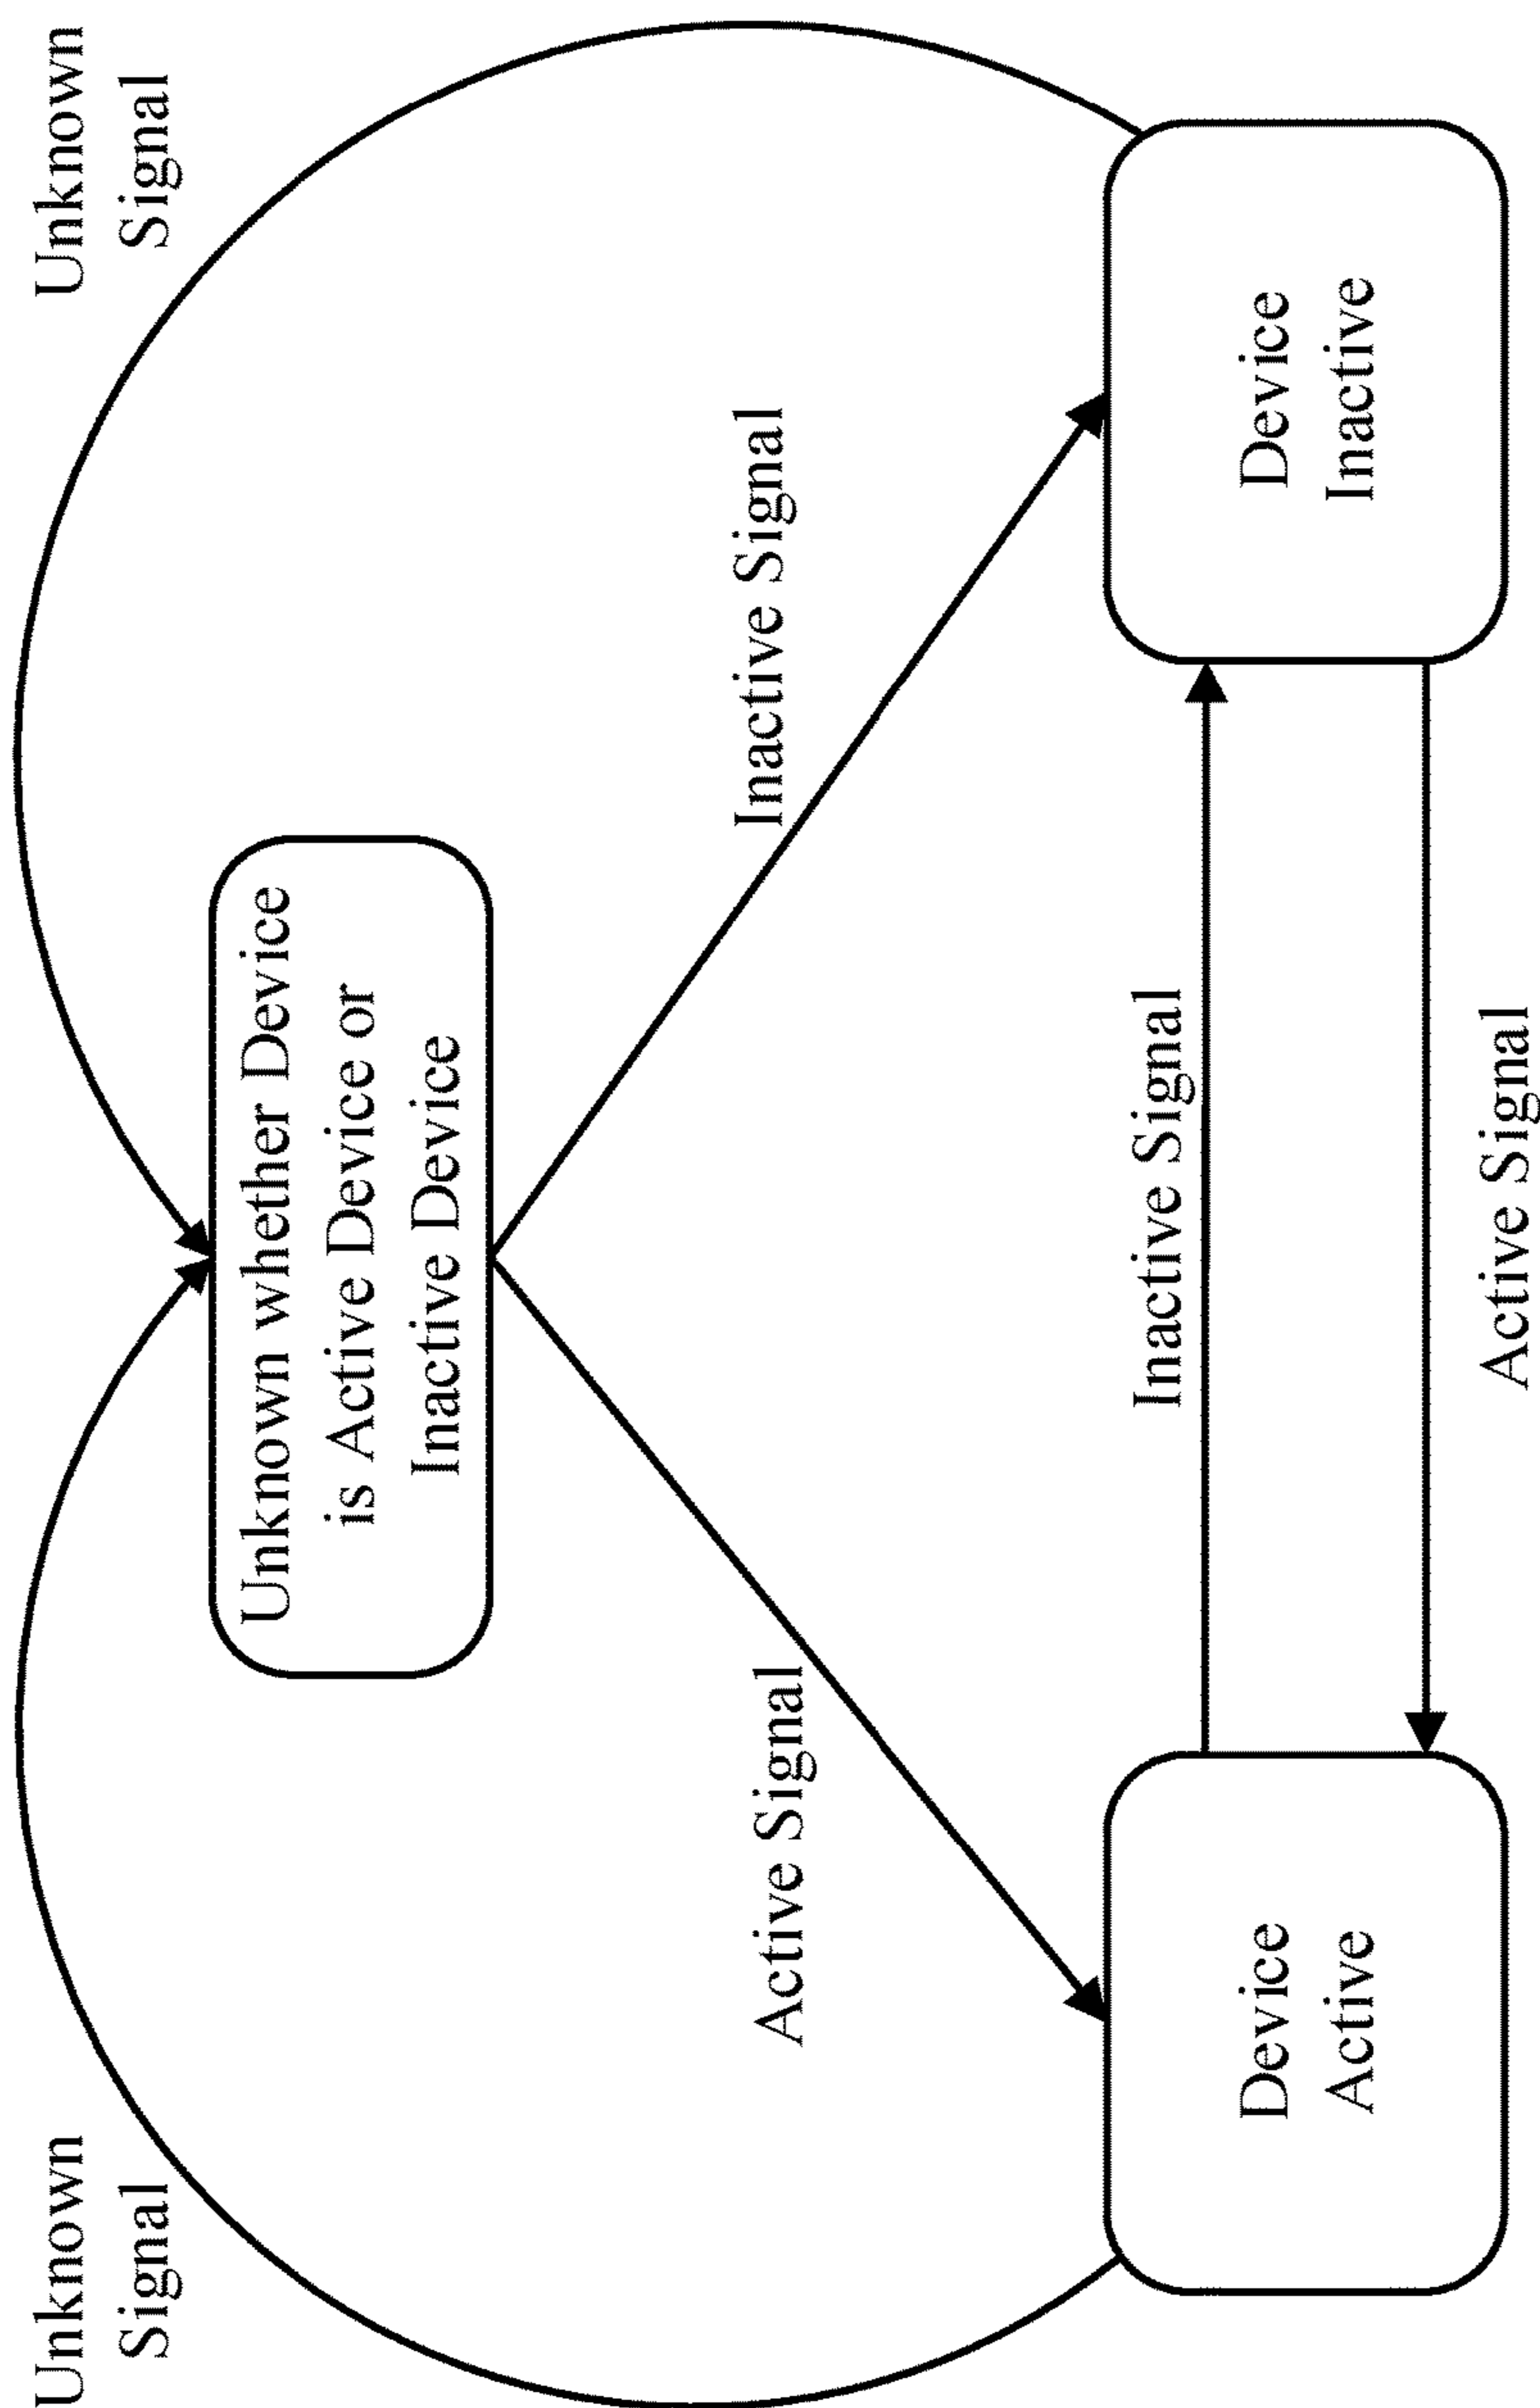 Unknown
Signal
Unknown
Signal
Unknown whether Device
is Active Device or
Inactive Device
Active Signal
Inactive Signal
Inactive Signal
Device
Active
Device
Inactive
Active Signal